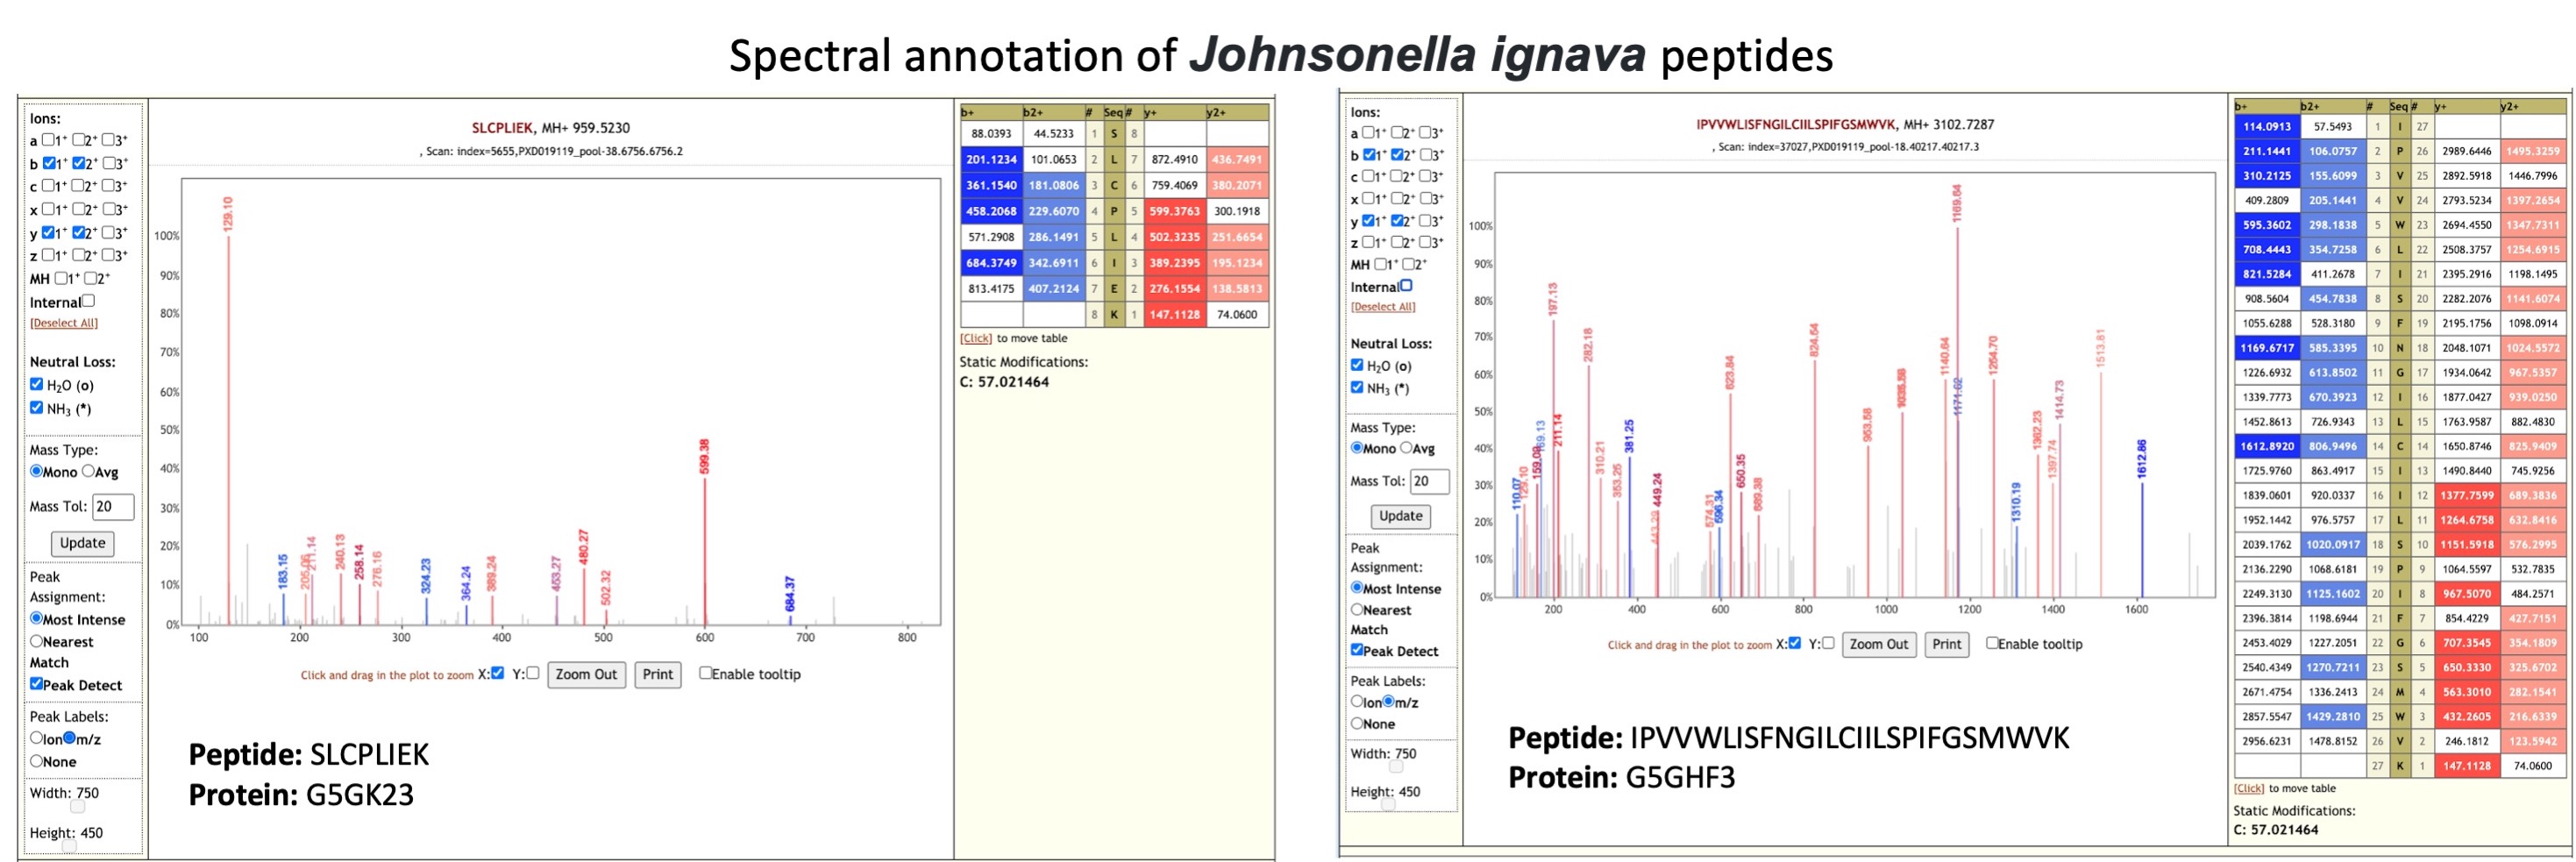 Spectral annotation of Johnsonella ignava peptides
Ions:
a 1+ 2+ 3+
b 1+ 2+ 3+
c 1+ 2+ 3+
x 1+ 2+ 3+
y 1+ 2+ 3+
z 1+ 2+ 3+
MH 1+ 2+
Internal
[Deselect All]
Neutral Loss:
H2O (o)
NH3 (*)
Mass Type:
Mono Avg
Mass Tol: 20
Update
Peak
Assignment:
Most Intense
Nearest
Match
Peak Detect
Peak Labels:
Ion m/z
None
Width: 750
Height: 450
SLCPLIEK, MH+ 959.5230
, Scan: index=5655,PXD019119_pool-38.6756.6756.2
100%
90%
80%
70%
60%
50%
40%
30%
20%
10%
0%
129.10
183.15
211.14
240.13
258.14
276.16
324.23
364.24
389.24
453.27
480.27
502.32
599.38
684.37
100 200 300 400 500 600 700 800
Click and drag in the plot to zoom X: Y: Zoom Out Print Enable tooltip
Peptide: SLCPLIEK
Protein: G5GK23
b+ b2+ # Seq # y+ y2+
88.0393 44.5233 1 S 8
201.1234 101.0653 2 L 7 872.4910 436.7491
361.1540 181.0806 3 C 6 759.4069 380.2071
458.2068 229.6070 4 P 5 599.3763 300.1918
571.2908 286.1491 5 L 4 502.3235 251.6654
684.3749 342.6911 6 I 3 389.2395 195.1234
813.4175 407.2124 7 E 2 276.1554 138.5813
8 K 1 147.1128 74.0600
[Click] to move table
Static Modifications:
C: 57.021464
Ions:
a 1+ 2+ 3+
b 1+ 2+ 3+
c 1+ 2+ 3+
x 1+ 2+ 3+
y 1+ 2+ 3+
z 1+ 2+ 3+
MH 1+ 2+
Internal
[Deselect All]
Neutral Loss:
H2O (o)
NH3 (*)
Mass Type:
Mono Avg
Mass Tol: 20
Update
Peak
Assignment:
Most Intense
Nearest
Match
Peak Detect
Peak Labels:
Ion m/z
None
Width: 750
Height: 450
IPVVWLISFNGILCIILSPIFGSMWVK, MH+ 3102.7287
, Scan: index=37027,PXD019119_pool-18.40217.40217.3
100%
90%
80%
70%
60%
50%
40%
30%
20%
10%
0%
110.07
129.10
197.13
211.14
282.18
310.21
353.25
381.25
449.24
574.31
596.34
623.84
650.35
689.38
824.64
953.58
1140.64
1169.64
1171.62
1254.70
1310.19
1362.23
1397.74
1414.73
1513.81
1612.86
200 400 600 800 1000 1200 1400 1600
Click and drag in the plot to zoom X: Y: Zoom Out Print Enable tooltip
Peptide: IPVVWLISFNGILCIILSPIFGSMWVK
Protein: G5GHF3
b+ b2+ # Seq # y+ y2+
114.0913 57.5493 1 I 27
211.1441 106.0757 2 P 26 2989.6446 1495.3259
310.2125 155.6099 3 V 25 2892.5918 1446.7996
409.2809 205.1441 4 V 24 2793.5234 1397.2654
595.3602 298.1838 5 W 23 2694.4550 1347.7311
708.4443 354.7258 6 L 22 2508.3757 1254.6915
821.5284 411.2678 7 I 21 2395.2916 1198.1495
908.5604 454.7838 8 S 20 2282.2076 1141.6074
1055.6288 528.3180 9 F 19 2195.1756 1098.0914
1169.6717 585.3395 10 N 18 2048.1071 1024.5572
1226.6932 613.8502 11 G 17 1934.0642 967.5357
1339.7773 670.3923 12 I 16 1877.0427 939.0250
1452.8613 726.9343 13 L 15 1763.9587 882.4830
1612.8920 806.9496 14 C 14 1650.8746 825.9409
1725.9760 863.4917 15 I 13 1490.8440 745.9256
1839.0601 920.0337 16 I 12 1377.7599 689.3836
1952.1442 976.5757 17 L 11 1264.6758 632.8416
2039.1762 1020.0917 18 S 10 1151.5918 576.2995
2136.2290 1068.6181 19 P 9 1064.5597 532.7835
2249.3130 1125.1602 20 I 8 967.5070 484.2571
2396.3814 1198.6944 21 F 7 854.4229 427.7151
2453.4029 1227.2051 22 G 6 707.3545 354.1809
2540.4349 1270.7211 23 S 5 650.3330 325.6702
2671.4754 1336.2413 24 M 4 563.3010 282.1541
2857.5547 1429.2810 25 W 3 432.2605 216.6339
2956.6231 1478.8152 26 V 2 246.1812 123.5942
27 K 1 147.1128 74.0600
[Click] to move table
Static Modifications:
C: 57.021464